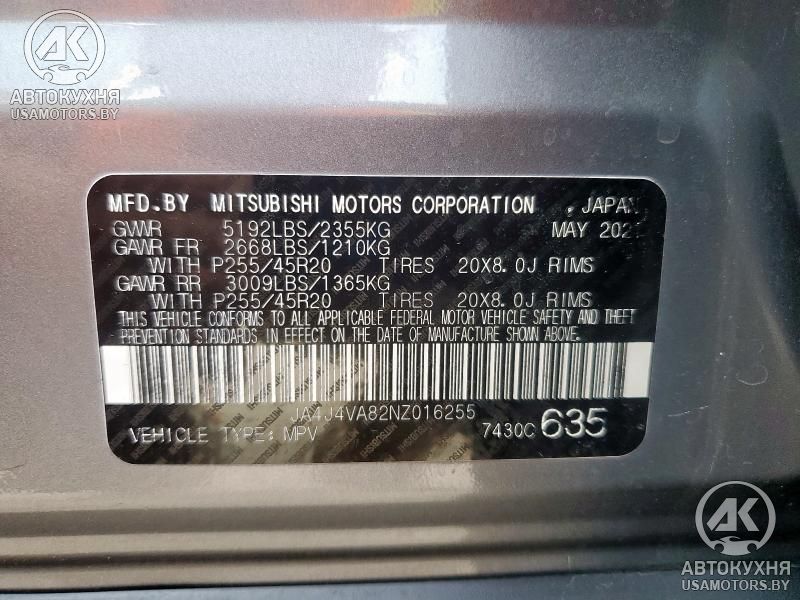 AK
АВТОКУХНЯ
USAMOTORS.BY
MFD.BY MITSUBISHI MOTORS CORPORATION JAPAN
GVWR 5192LBS/2355KG MAY
GAWR FR 2668LBS/1210KG
WITH P255/45R20 TIRES 20X8.0J RIMS
GAWR RR 3009LBS/1365KG
WITH P255/45R20 TIRES 20X8.0J RIMS
THIS VEHICLE CONFORMS TO ALL APPLICABLE FEDERAL MOTOR VEHICLE SAFETY AND THEFT
PREVENTION STANDARDS IN EFFECT ON THE DATE OF MANUFACTURE SHOWN ABOVE.
JA4J4VA82NZ016255
VEHICLE TYPE: MPV 7430C 635
AK
АВТОКУХНЯ
USAMOTORS.BY